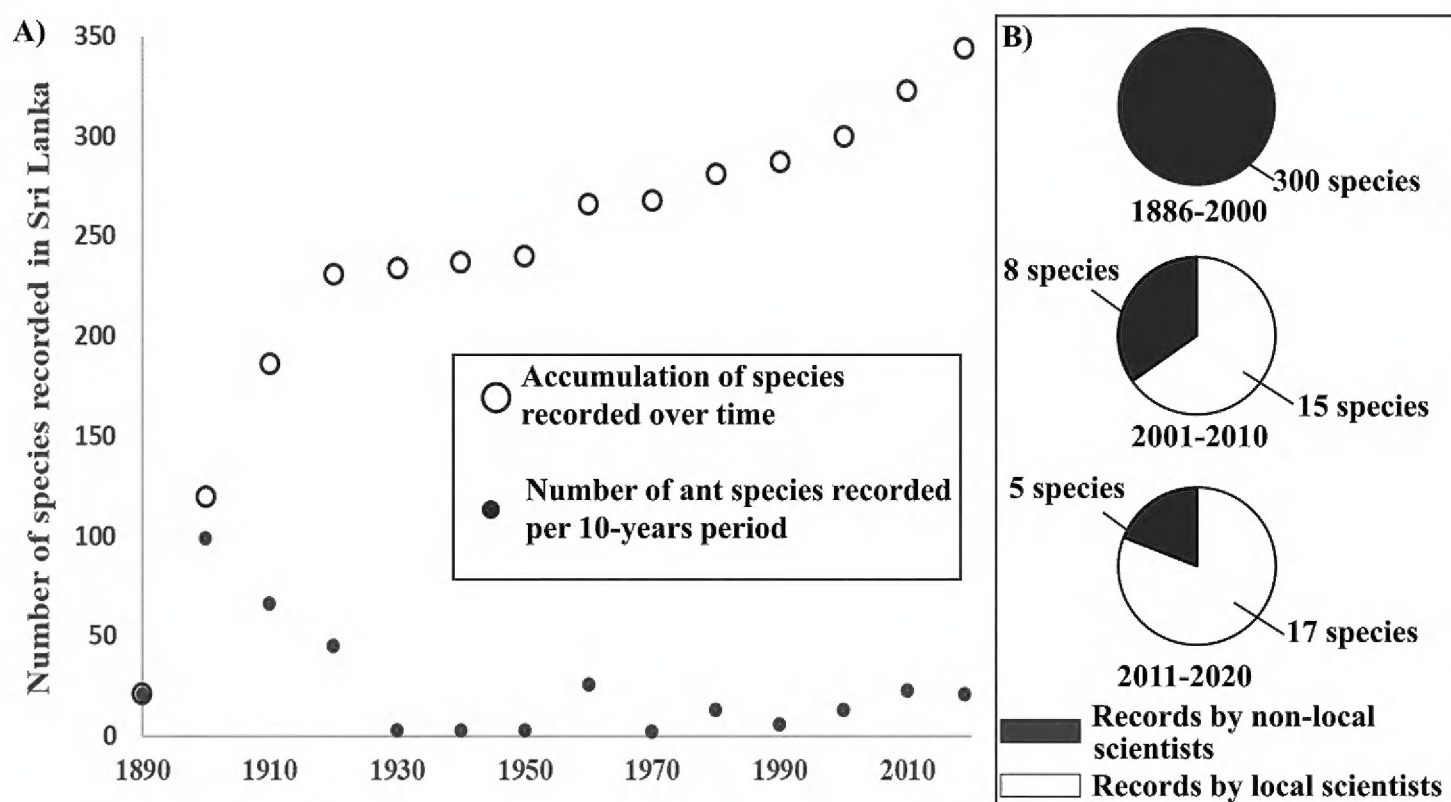 A)
Number of species recorded in Sri Lanka
350
300
250
200
150
100
50
0
1890
1910
1930
1950
1970
1990
2010
Accumulation of species
recorded over time
Number of ant species recorded
per 10-years period
B)
300 species
1886-2000
8 species
15 species
2001-2010
5 species
17 species
2011-2020
Records by non-local
scientists
Records by local scientists